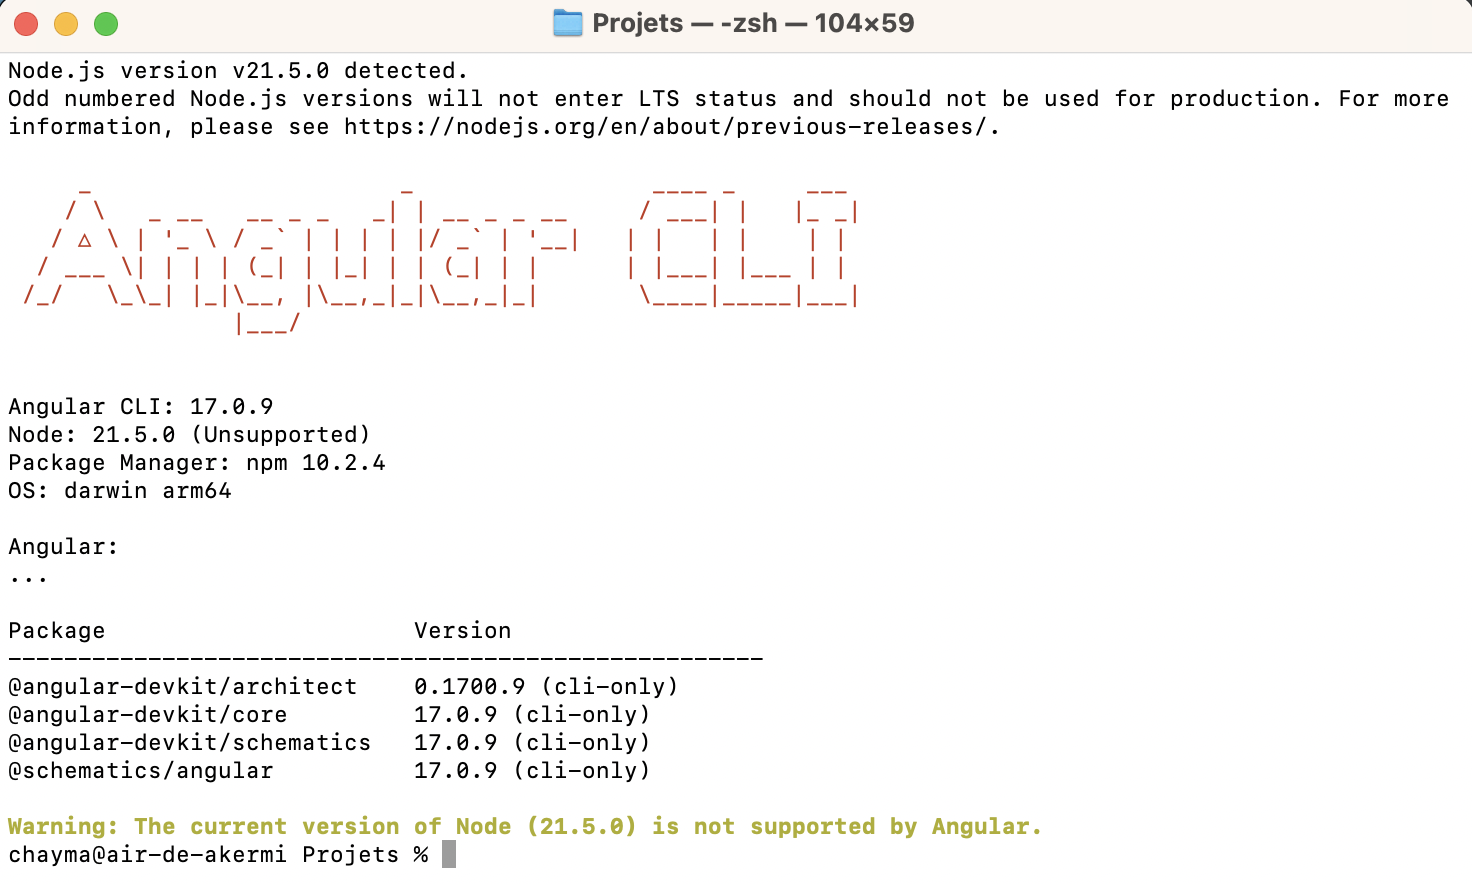 Projets — -zsh — 104×59
Node.js version v21.5.0 detected.
Odd numbered Node.js versions will not enter LTS status and should not be used for production. For more
information, please see https://nodejs.org/en/about/previous-releases/.
Angular CLI
Angular CLI: 17.0.9
Node: 21.5.0 (Unsupported)
Package Manager: npm 10.2.4
OS: darwin arm64
Angular:
...
Package Version
------------------------------------------------------
@angular-devkit/architect 0.1700.9 (cli-only)
@angular-devkit/core 17.0.9 (cli-only)
@angular-devkit/schematics 17.0.9 (cli-only)
@schematics/angular 17.0.9 (cli-only)
Warning: The current version of Node (21.5.0) is not supported by Angular.
chayma@air-de-akermi Projets %